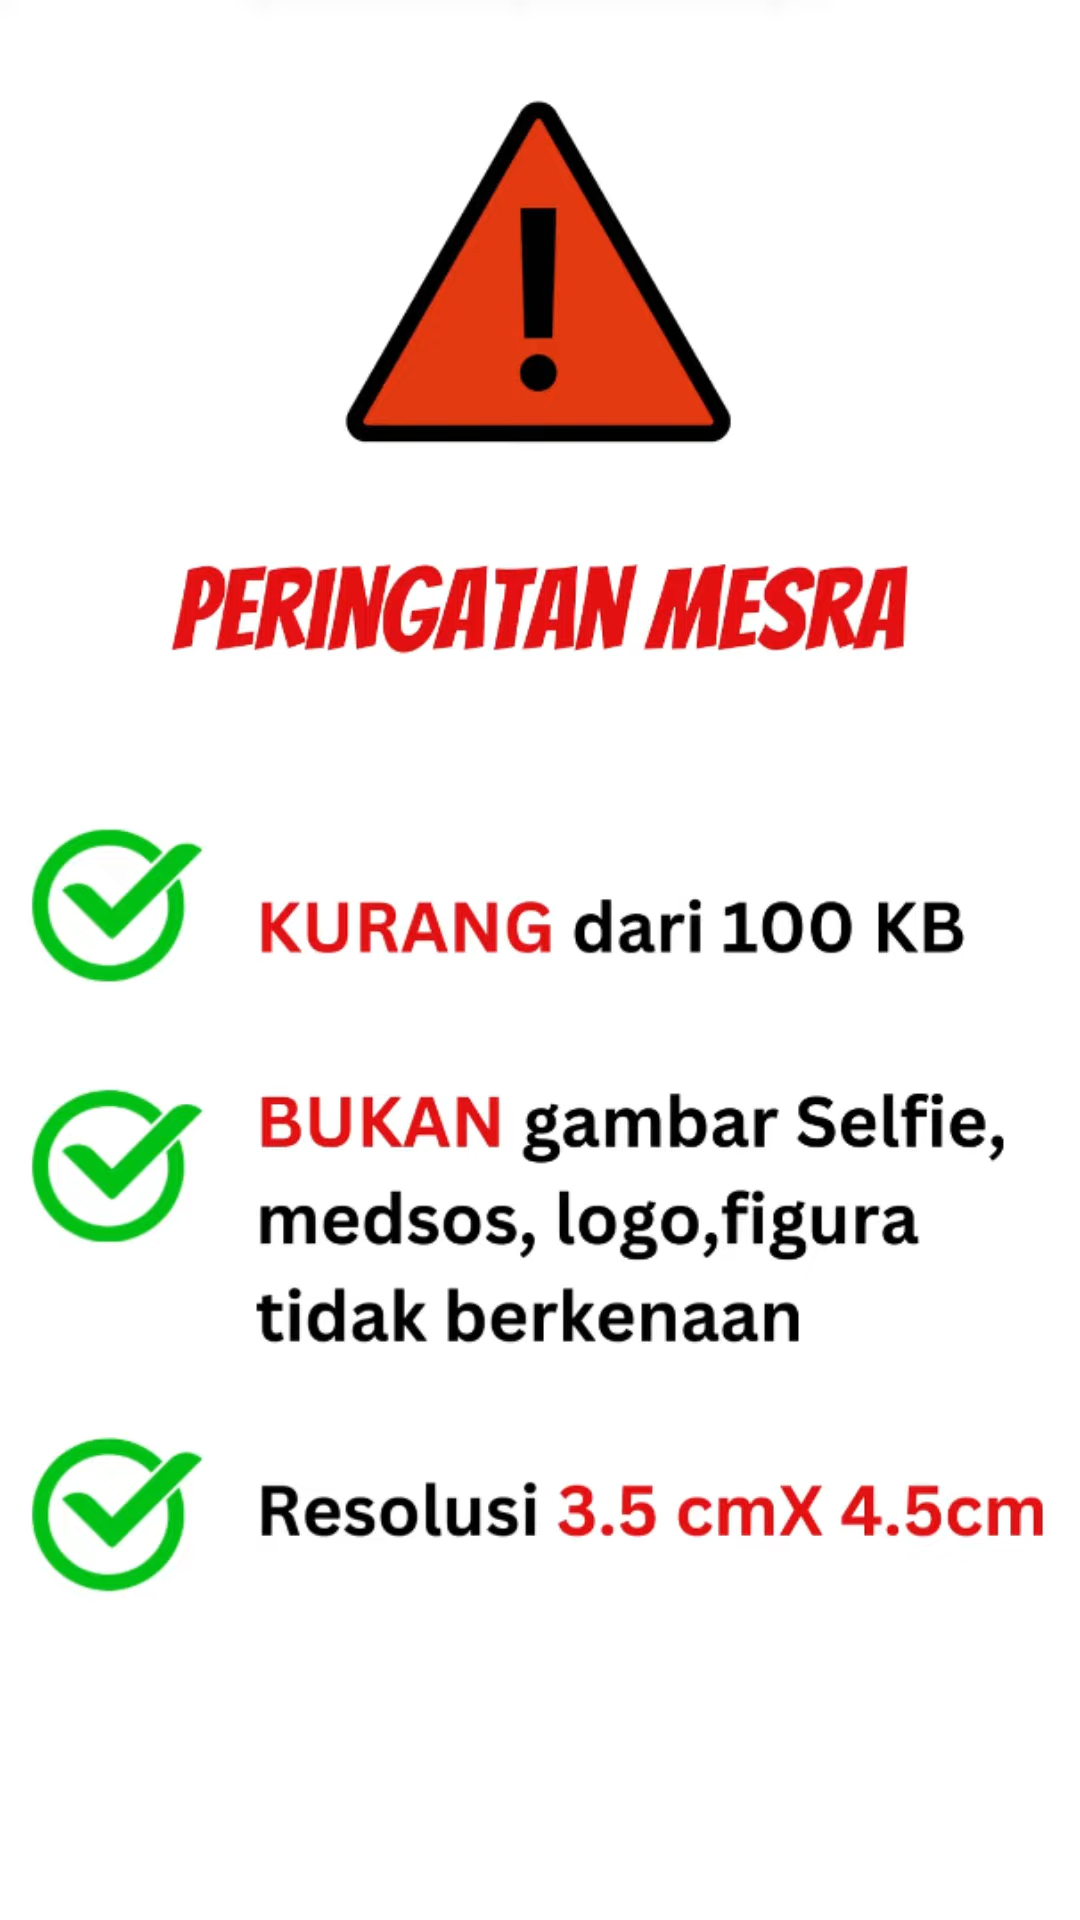 PERINGATAN MESRA
KURANG dari 100 KB
BUKAN gambar Selfie,
medsos, logo,figura
tidak berkenaan
Resolusi 3.5 cmX 4.5cm